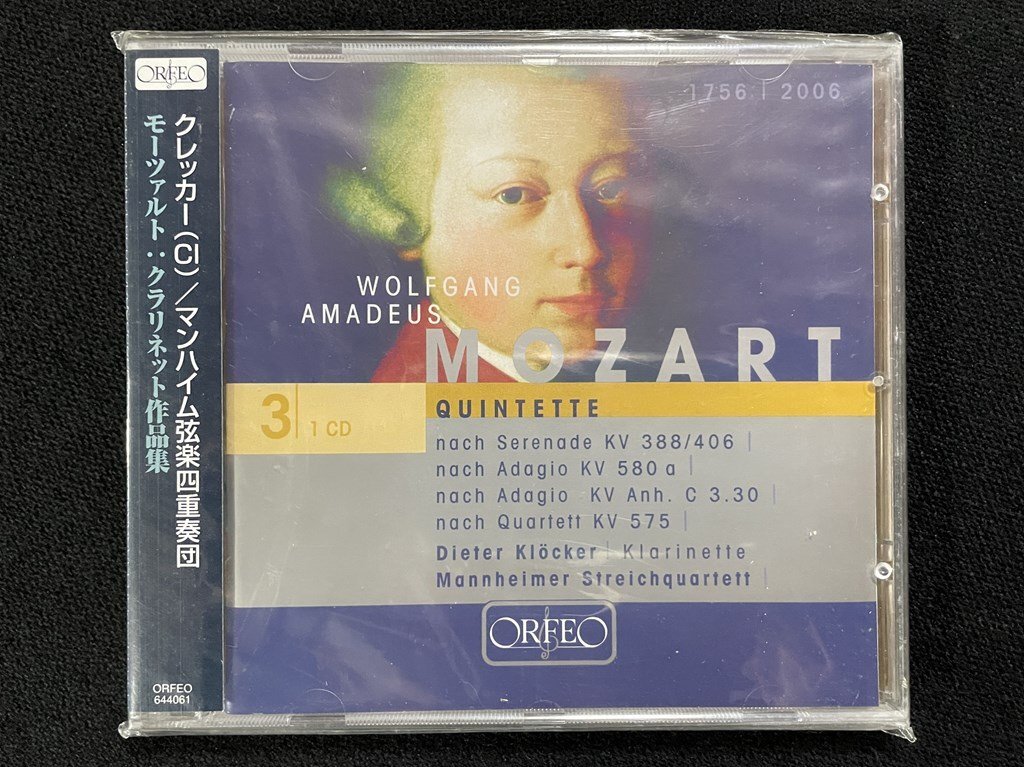 ORFEO
クレッカー(Cl)/マンハイム弦楽四重奏団
モーツァルト:クラリネット作品集
ORFEO
644061
1756 | 2006
WOLFGANG
AMADEUS
MOZART
3 | 1 CD
QUINTETTE
nach Serenade KV 388/406 |
nach Adagio KV 580 a |
nach Adagio KV Anh. C 3.30 |
nach Quartett KV 575 |
Dieter Klöcker | Klarinette
Mannheimer Streichquartett |
ORFEO